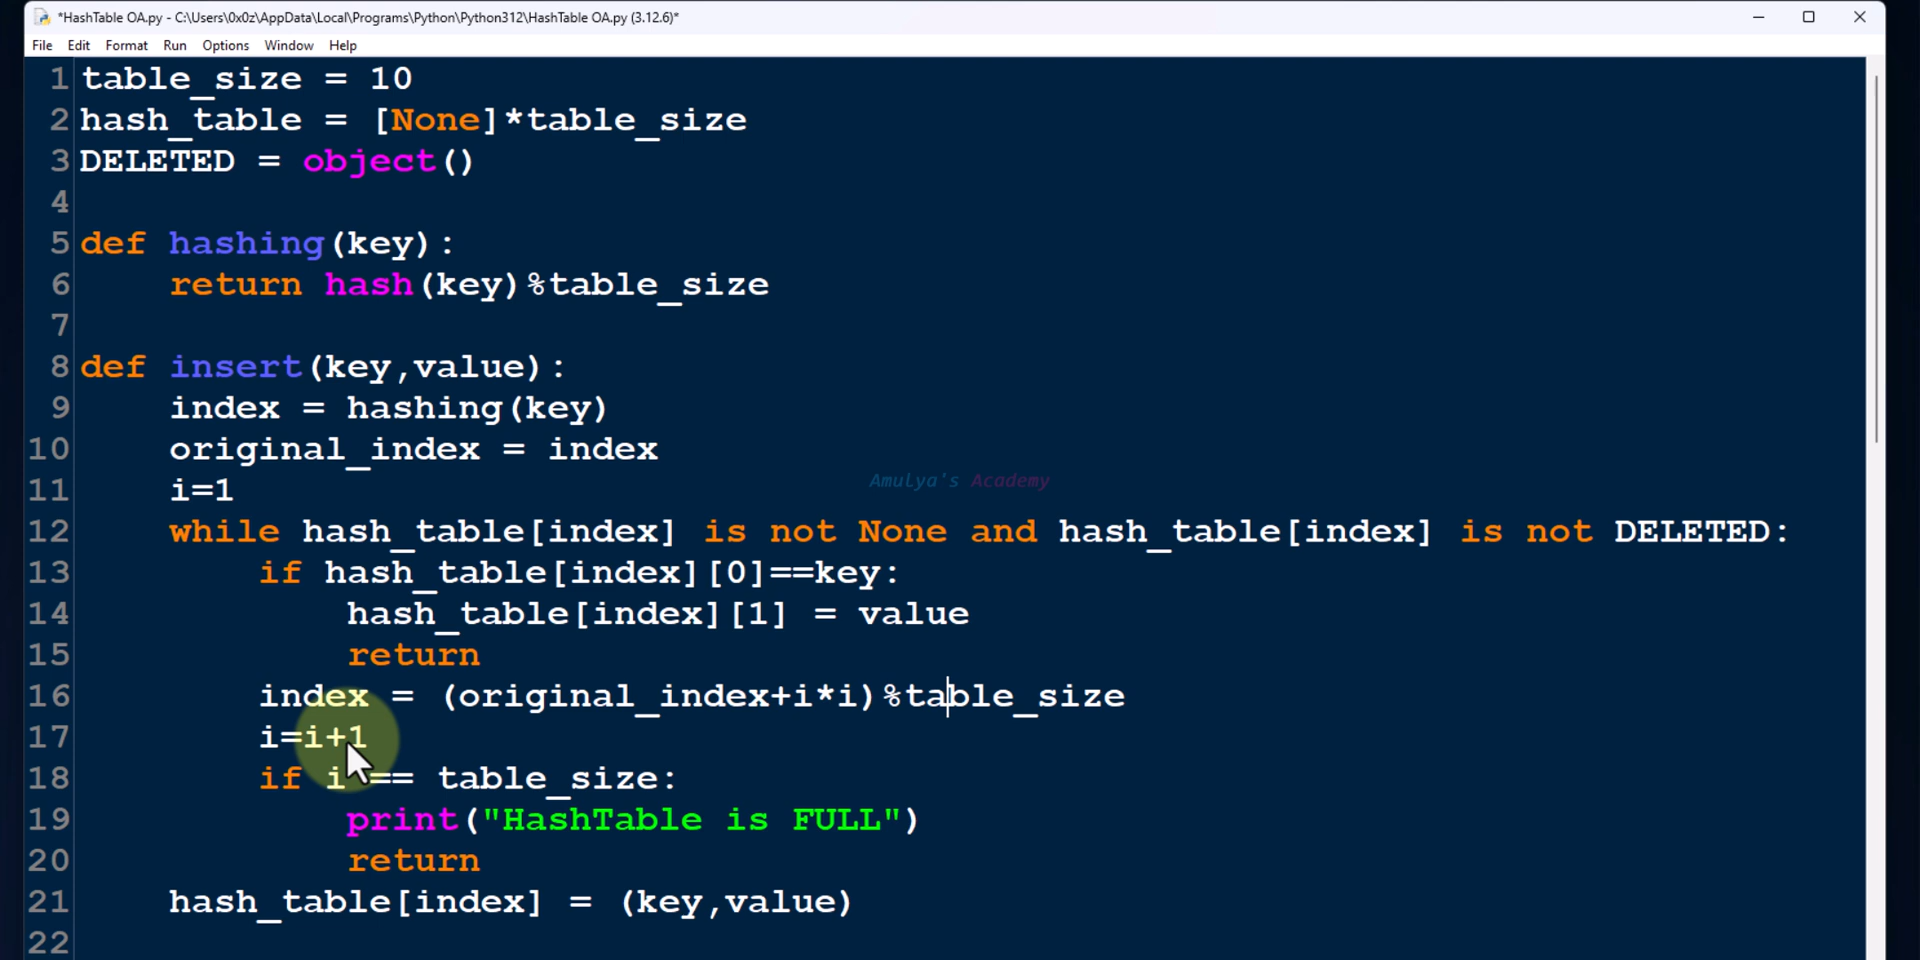 *HashTable OA.py - C:\Users\0x0z\AppData\Local\Programs\Python\Python312\HashTable OA.py (3.12.6)*
File Edit Format Run Options Window Help
1 table_size = 10
2 hash_table = [None]*table_size
3 DELETED = object()
4
5 def hashing(key):
6     return hash(key)%table_size
7
8 def insert(key,value):
9     index = hashing(key)
10     original_index = index
11     i=1
12     while hash_table[index] is not None and hash_table[index] is not DELETED:
13         if hash_table[index][0]==key:
14             hash_table[index][1] = value
15             return
16         index = (original_index+i*i)%table_size
17         i=i+1
18         if i == table_size:
19             print("HashTable is FULL")
20             return
21     hash_table[index] = (key,value)
22
Amulya's Academy